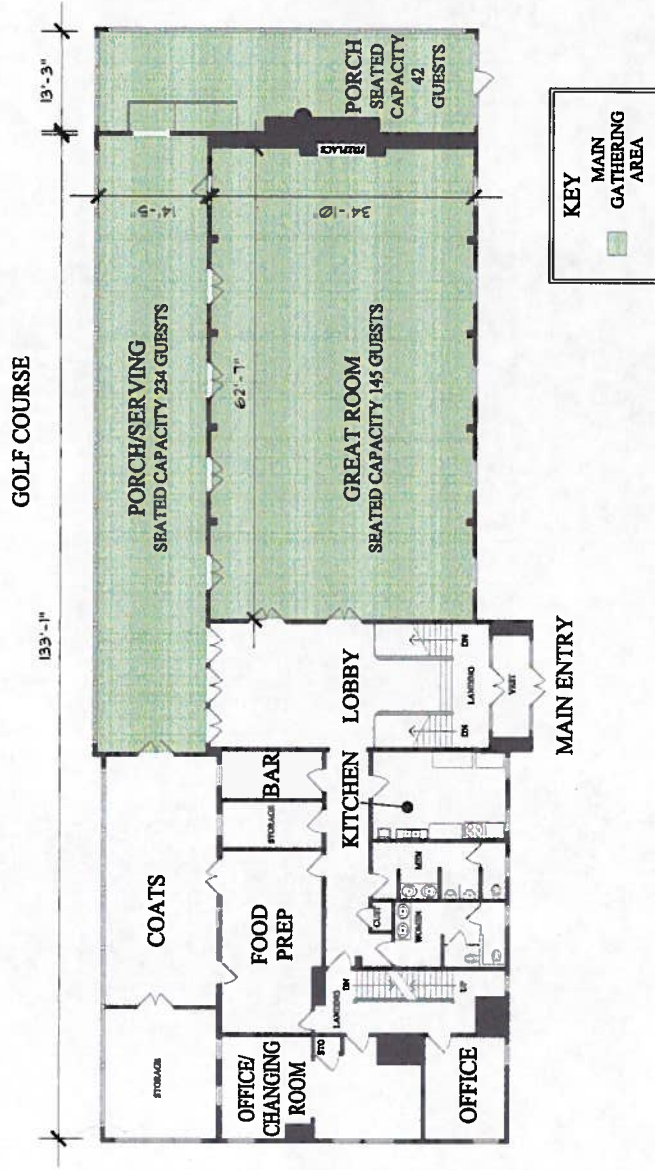 GOLF COURSE
133'-1"
13'-3"
PORCH/SERVING
SEATED CAPACITY 234 GUESTS
14'-5"
PORCH
SEATED
CAPACITY
42
GUESTS
62'-7"
34'-10"
FIREPLACE
GREAT ROOM
SEATED CAPACITY 145 GUESTS
COATS
STORAGE
BAR
STORAGE
FOOD
PREP
OFFICE/
CHANGING
ROOM
STO
LOBBY
KITCHEN
DN
DN
LANDING
VEST
MAIN ENTRY
MEN
CUST
WOMEN
LANDING
DN
UP
OFFICE
KEY
MAIN
GATHERING
AREA